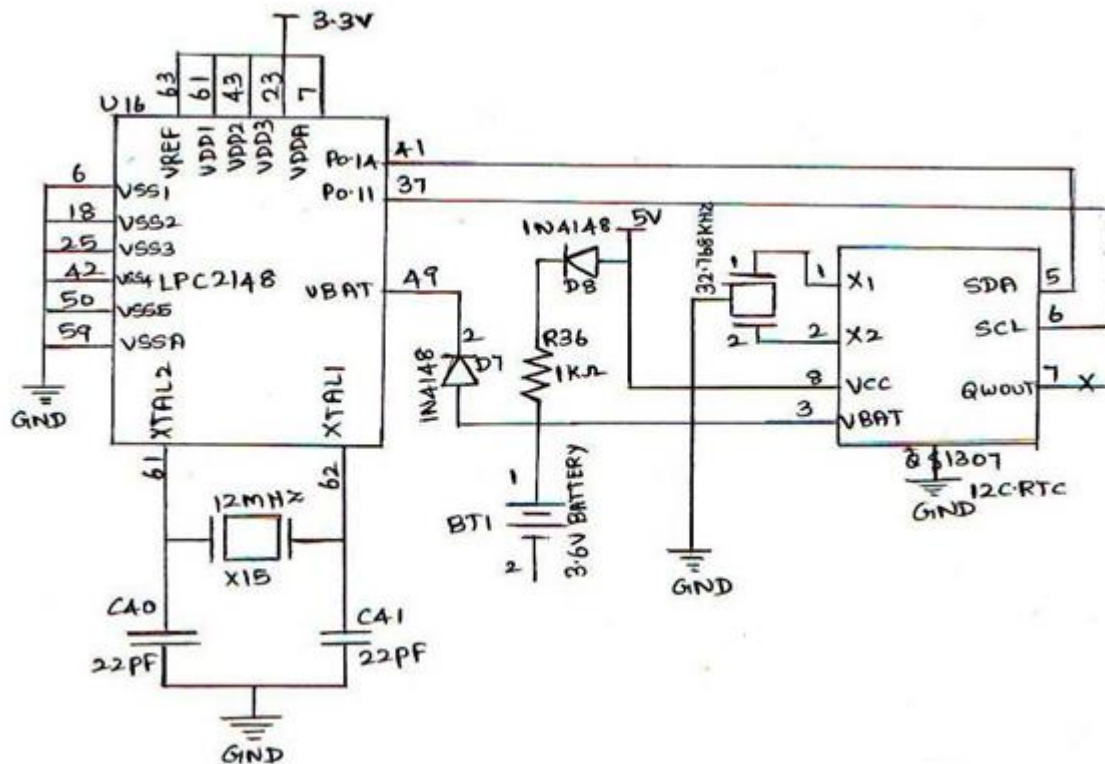 3.3V
U16
63
61
43
23
7
VREF
VDD1
VDD2
VDD3
VDDA
P0.14
41
P0.11
37
6
VSS1
18
VSS2
25
VSS3
42
VSS4
LPC2148
50
VSS5
59
VSSA
GND
VBAT
49
XTAL2
XTAL1
61
62
12MHZ
X15
C40
22PF
C41
22PF
GND
2
D7
1N4148
1N4148
D8
5V
R36
1KΩ
1
BT1
2
3.6V BATTERY
32.768KHZ
1
2
GND
1
X1
2
X2
8
VCC
3
VBAT
SDA
5
SCL
6
QWOUT
7
X
1307
I2C.RTC
GND